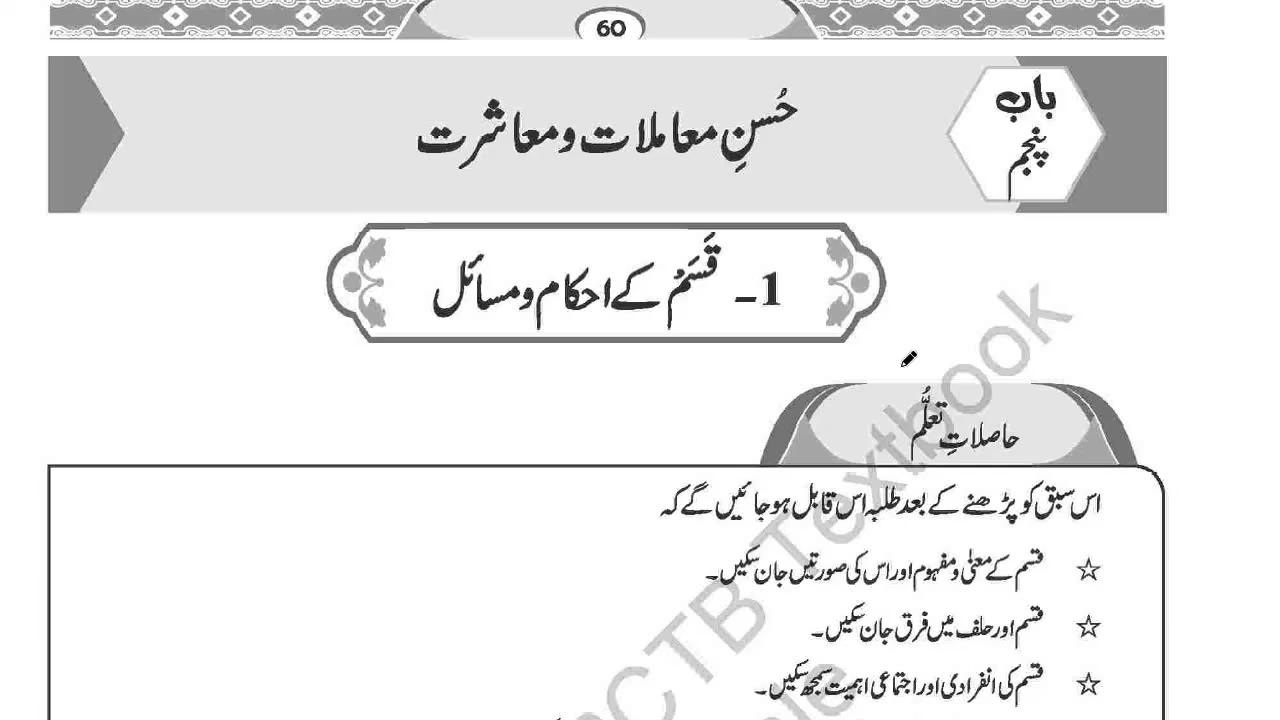 60
باب
پنجم
حُسنِ معاملات و معاشرت
1۔ قَسَمْ کے احکام و مسائل
حاصلاتِ تعلُّم
اس سبق کو پڑھنے کے بعد طلبہ اس قابل ہو جائیں گے کہ
☆ قسم کے معنیٰ و مفہوم اور اس کی صورتیں جان سکیں۔
☆ قسم اور حلف میں فرق جان سکیں۔
☆ قسم کی انفرادی اور اجتماعی اہمیت سمجھ سکیں۔
CTB Textbook